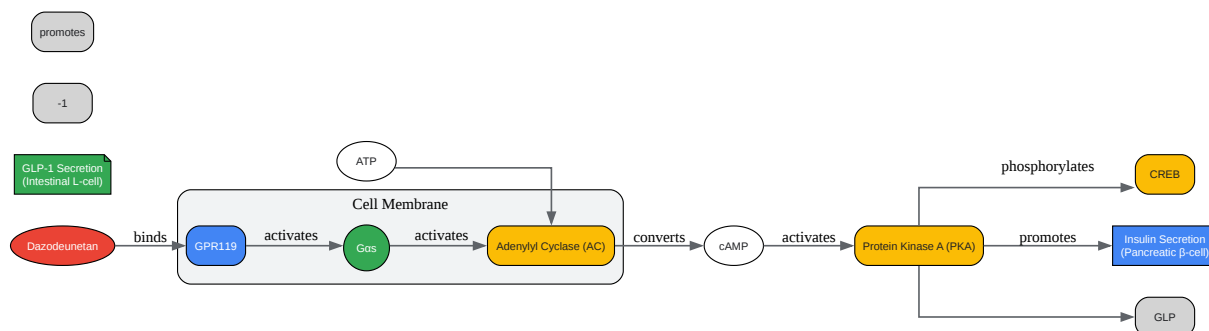 promotes
-1
GLP-1 Secretion
(Intestinal L-cell)
ATP
Cell Membrane
Dazodeunetan
binds
GPR119
activates
Gαs
activates
Adenylyl Cyclase (AC)
converts
cAMP
activates
Protein Kinase A (PKA)
phosphorylates
CREB
promotes
Insulin Secretion
(Pancreatic β-cell)
GLP